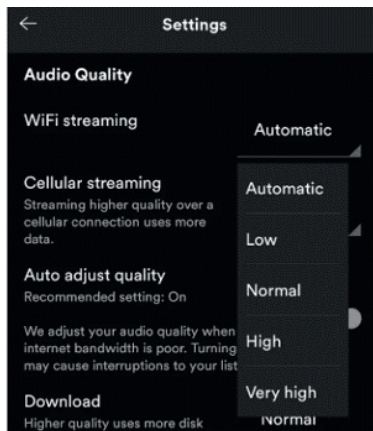 Settings
Audio Quality
WiFi streaming
Automatic
Cellular streaming
Streaming higher quality over a
cellular connection uses more
data.
Auto adjust quality
Recommended setting: On
We adjust your audio quality when
internet bandwidth is poor. Turning
may cause interruptions to your list
Download
Higher quality uses more disk
Automatic
Low
Normal
High
Very high
Normal